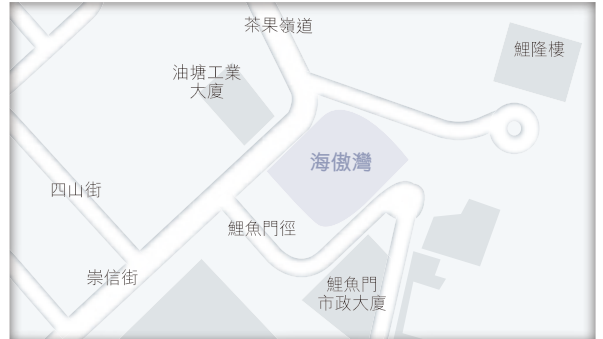 茶果嶺道
鯉隆樓
油塘工業
大廈
海傲灣
四山街
鯉魚門徑
崇信街
鯉魚門
市政大廈